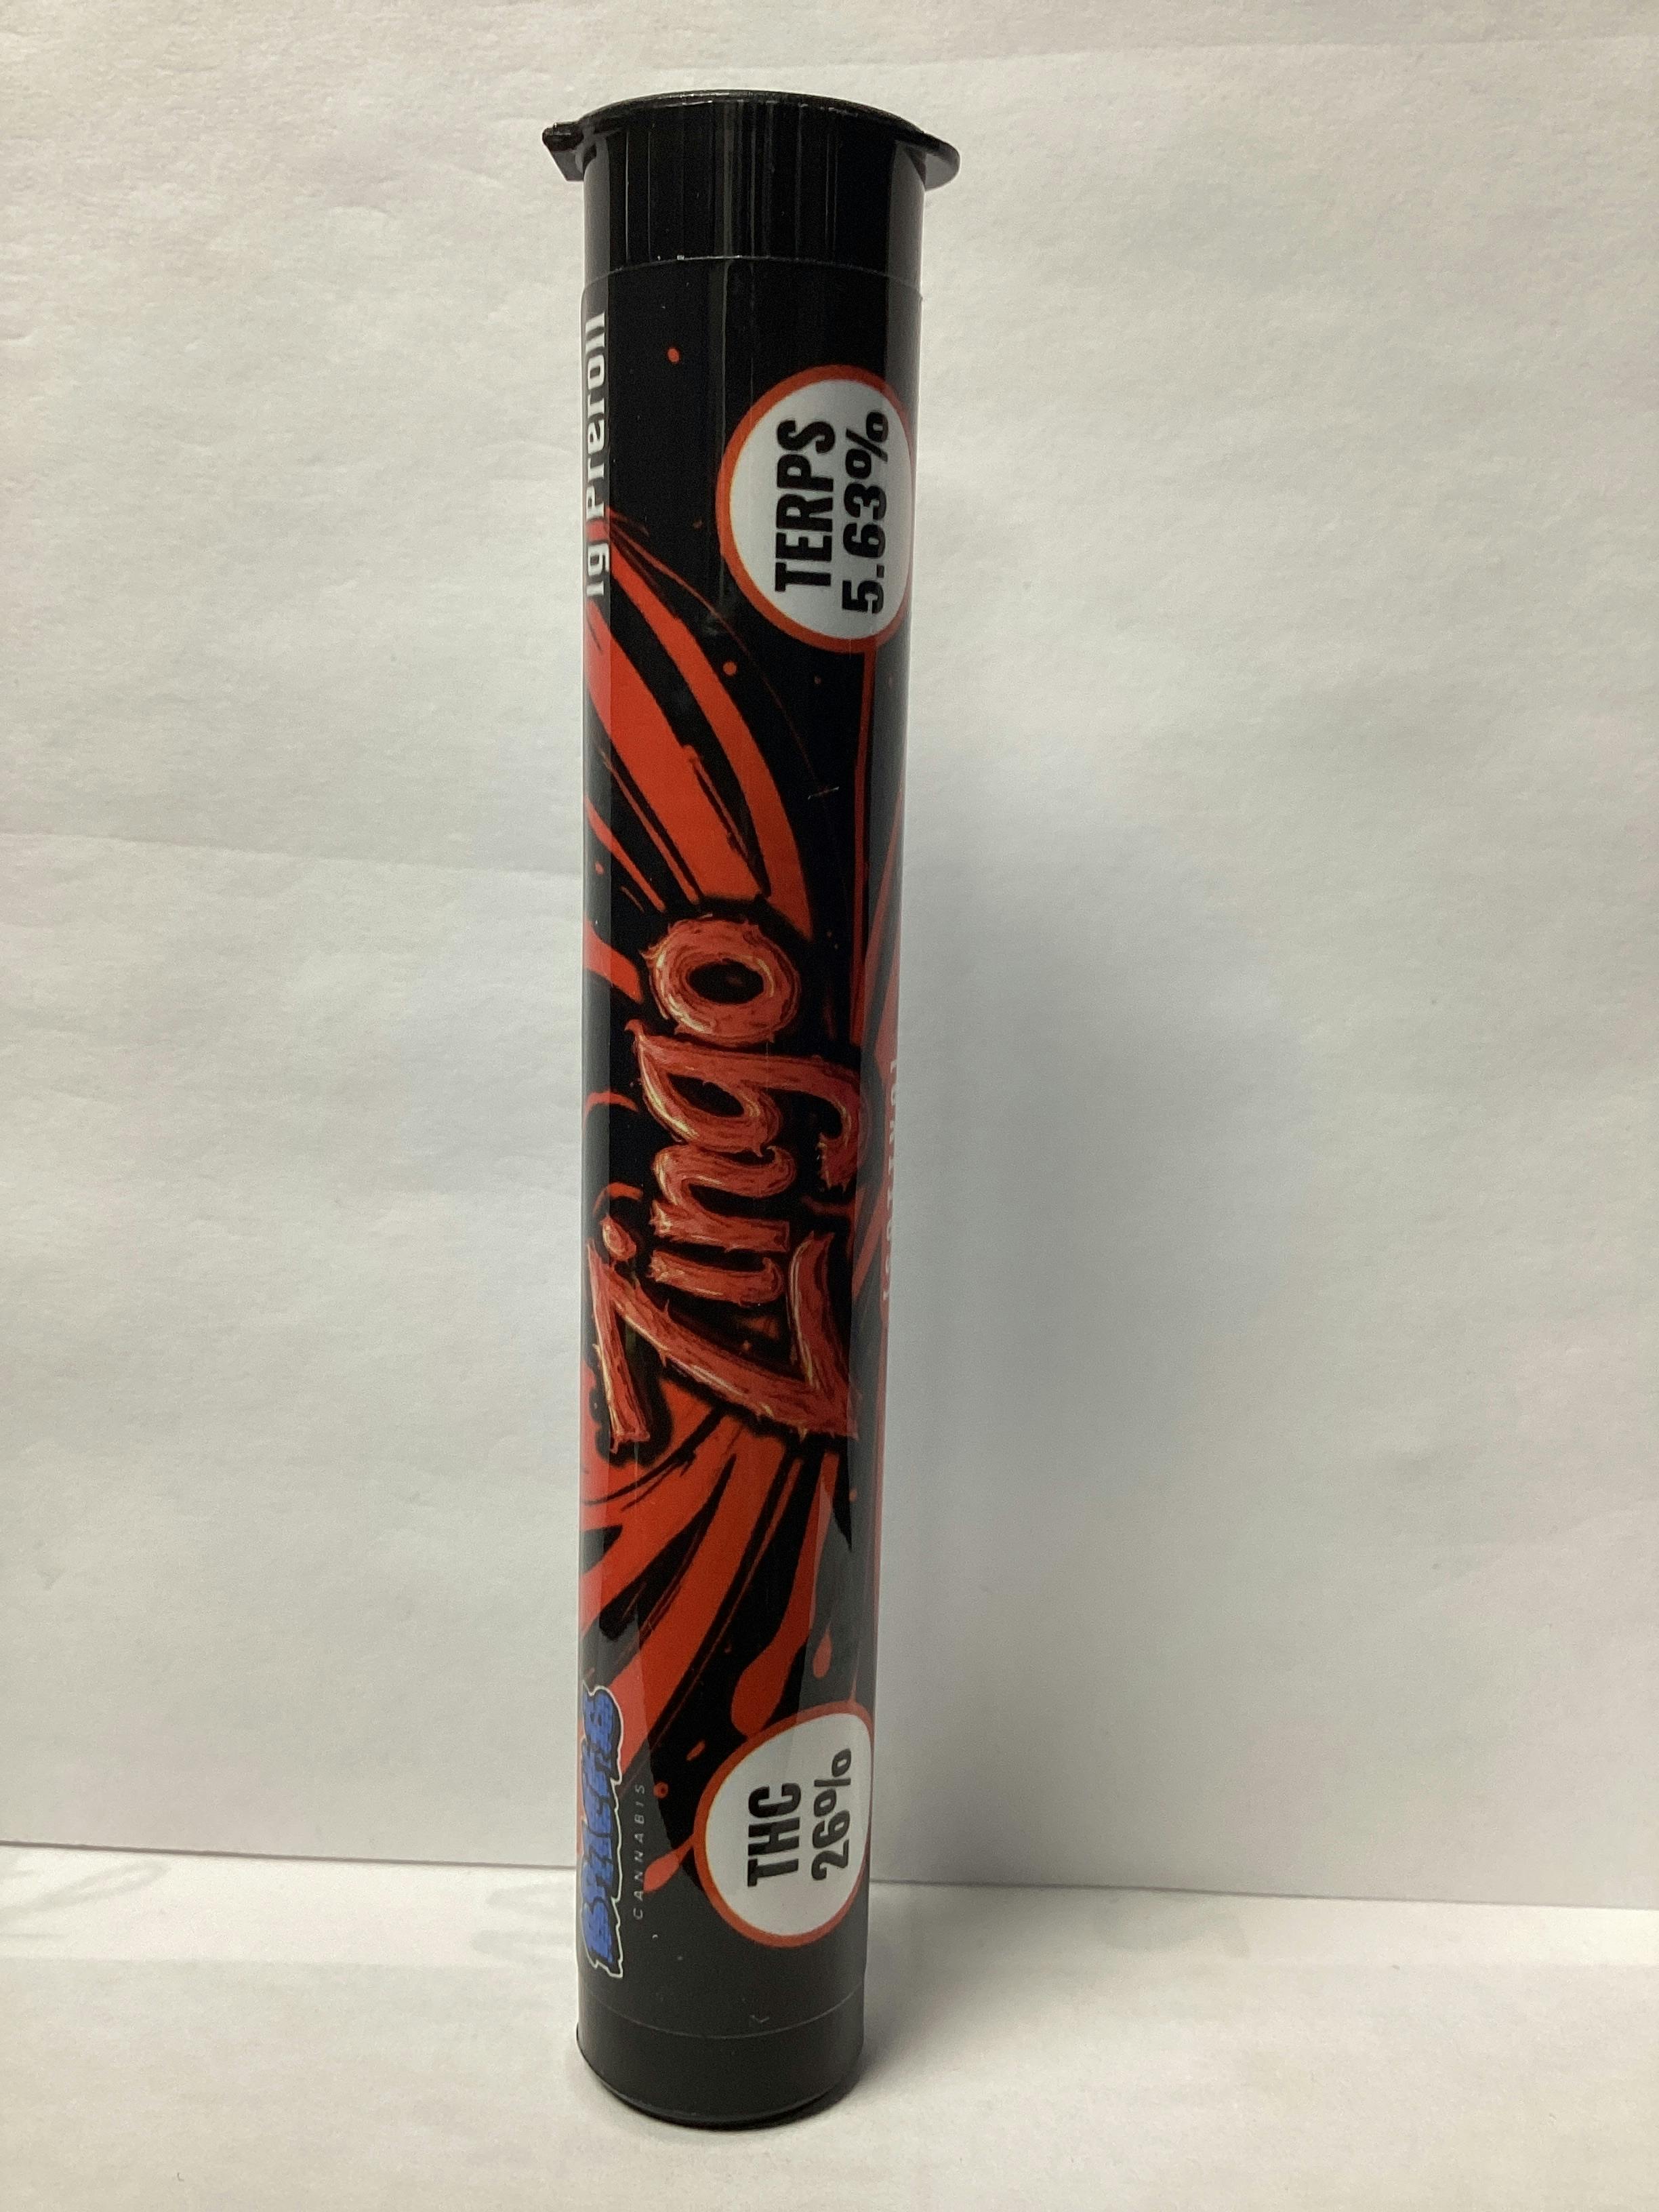 1g Preroll
TERPS
5.63%
Zingo
CANNABIS
THC
26%